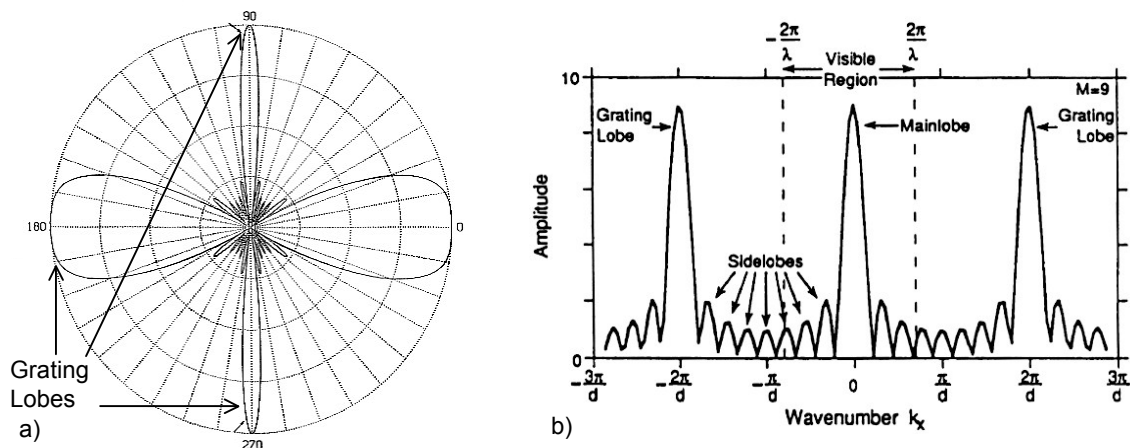 90
180
0
270
Grating
Lobes
a)
-2π/λ
2π/λ
Visible
Region
10
M=9
Grating
Lobe
Mainlobe
Grating
Lobe
Amplitude
Sidelobes
0
-3π/d
-2π/d
-π/d
0
π/d
2π/d
3π/d
Wavenumber kx
b)